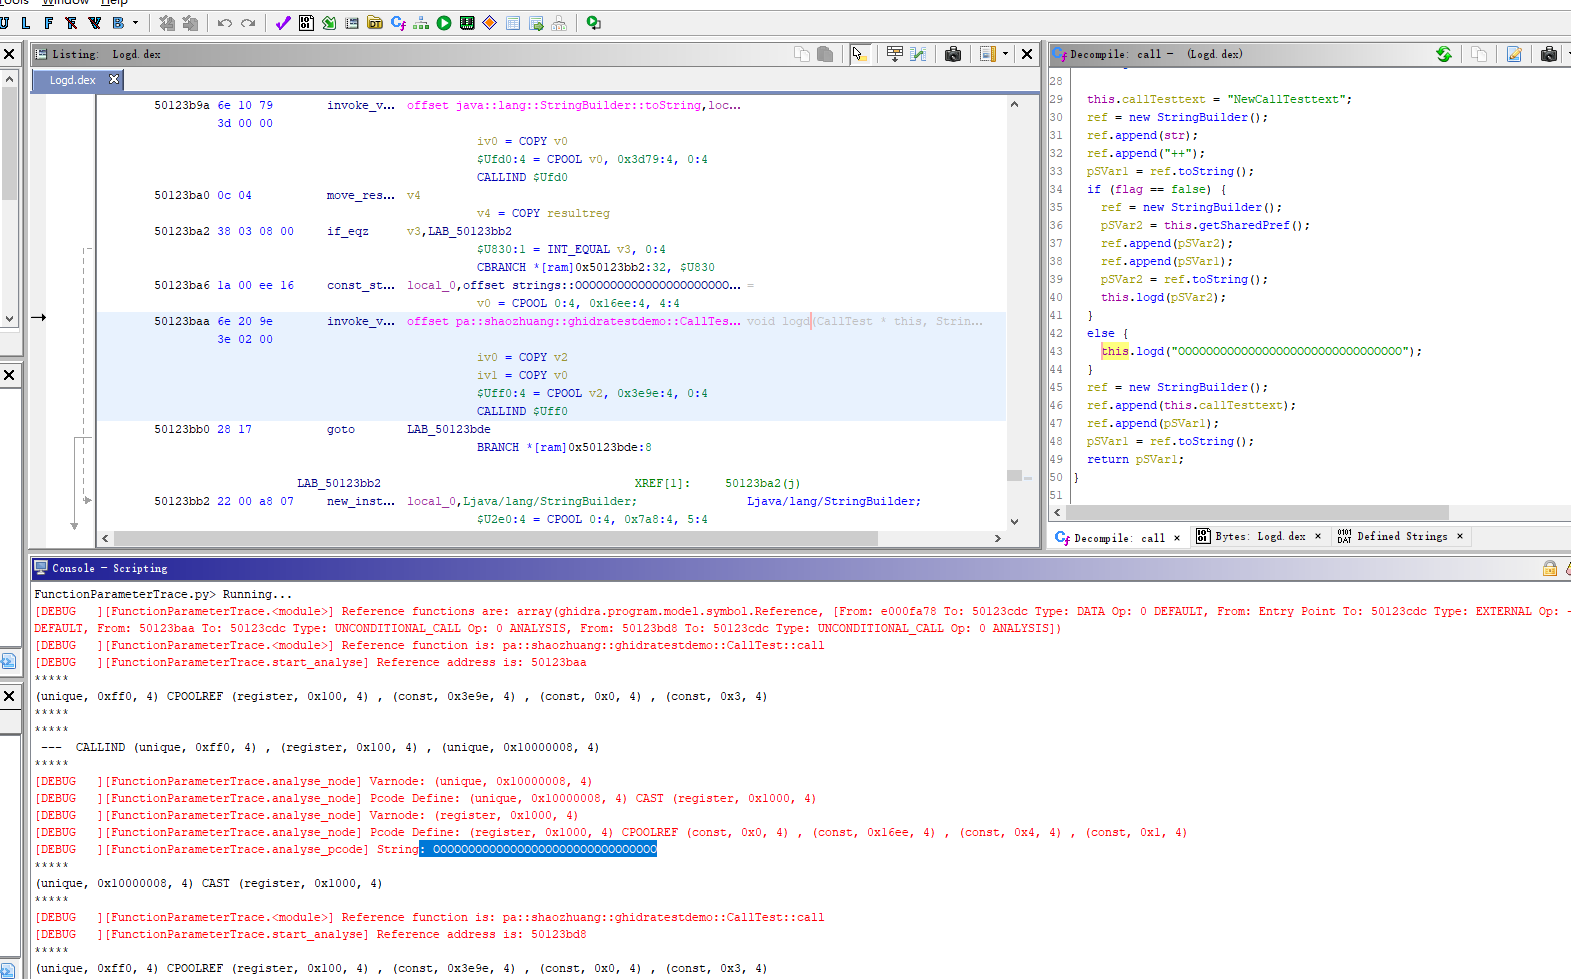 Tools Window Help
U L F B
Listing: Logd.dex
Logd.dex
50123b9a 6e 10 79 invoke_v... offset java::lang::StringBuilder::toString,loc...
3d 00 00
iv0 = COPY v0
$Ufd0:4 = CPOOL v0, 0x3d79:4, 0:4
CALLIND $Ufd0
50123ba0 0c 04 move_res... v4
v4 = COPY resultreg
50123ba2 38 03 08 00 if_eqz v3,LAB_50123bb2
$U830:1 = INT_EQUAL v3, 0:4
CBRANCH *[ram]0x50123bb2:32, $U830
50123ba6 1a 00 ee 16 const_st... local_0,offset strings::OOOOOOOOOOOOOOOOOOOOOO... =
v0 = CPOOL 0:4, 0x16ee:4, 4:4
50123baa 6e 20 9e invoke_v... offset pa::shaozhuang::ghidratestdemo::CallTes... void logd(CallTest * this, Strin...
3e 02 00
iv0 = COPY v2
iv1 = COPY v0
$Uff0:4 = CPOOL v2, 0x3e9e:4, 0:4
CALLIND $Uff0
50123bb0 28 17 goto LAB_50123bde
BRANCH *[ram]0x50123bde:8
LAB_50123bb2 XREF[1]: 50123ba2(j)
50123bb2 22 00 a8 07 new_inst... local_0,Ljava/lang/StringBuilder; Ljava/lang/StringBuilder;
$U2e0:4 = CPOOL 0:4, 0x7a8:4, 5:4
Decompile: call - (Logd.dex)
28
29 this.callTesttext = "NewCallTesttext";
30 ref = new StringBuilder();
31 ref.append(str);
32 ref.append("++");
33 pSVar1 = ref.toString();
34 if (flag == false) {
35 ref = new StringBuilder();
36 pSVar2 = this.getSharedPref();
37 ref.append(pSVar2);
38 ref.append(pSVar1);
39 pSVar2 = ref.toString();
40 this.logd(pSVar2);
41 }
42 else {
43 this.logd("OOOOOOOOOOOOOOOOOOOOOOOOOOOOOOOO");
44 }
45 ref = new StringBuilder();
46 ref.append(this.callTesttext);
47 ref.append(pSVar1);
48 pSVar1 = ref.toString();
49 return pSVar1;
50 }
51
Decompile: call × Bytes: Logd.dex × Defined Strings ×
Console - Scripting
FunctionParameterTrace.py> Running...
[DEBUG ][FunctionParameterTrace.<module>] Reference functions are: array(ghidra.program.model.symbol.Reference, [From: e000fa78 To: 50123cdc Type: DATA Op: 0 DEFAULT, From: Entry Point To: 50123cdc Type: EXTERNAL Op: -
DEFAULT, From: 50123baa To: 50123cdc Type: UNCONDITIONAL_CALL Op: 0 ANALYSIS, From: 50123bd8 To: 50123cdc Type: UNCONDITIONAL_CALL Op: 0 ANALYSIS])
[DEBUG ][FunctionParameterTrace.<module>] Reference function is: pa::shaozhuang::ghidratestdemo::CallTest::call
[DEBUG ][FunctionParameterTrace.start_analyse] Reference address is: 50123baa
*****
(unique, 0xff0, 4) CPOOLREF (register, 0x100, 4) , (const, 0x3e9e, 4) , (const, 0x0, 4) , (const, 0x3, 4)
*****
*****
--- CALLIND (unique, 0xff0, 4) , (register, 0x100, 4) , (unique, 0x10000008, 4)
*****
[DEBUG ][FunctionParameterTrace.analyse_node] Varnode: (unique, 0x10000008, 4)
[DEBUG ][FunctionParameterTrace.analyse_node] Pcode Define: (unique, 0x10000008, 4) CAST (register, 0x1000, 4)
[DEBUG ][FunctionParameterTrace.analyse_node] Varnode: (register, 0x1000, 4)
[DEBUG ][FunctionParameterTrace.analyse_node] Pcode Define: (register, 0x1000, 4) CPOOLREF (const, 0x0, 4) , (const, 0x16ee, 4) , (const, 0x4, 4) , (const, 0x1, 4)
[DEBUG ][FunctionParameterTrace.analyse_pcode] String: OOOOOOOOOOOOOOOOOOOOOOOOOOOOOOOO
*****
(unique, 0x10000008, 4) CAST (register, 0x1000, 4)
*****
[DEBUG ][FunctionParameterTrace.<module>] Reference function is: pa::shaozhuang::ghidratestdemo::CallTest::call
[DEBUG ][FunctionParameterTrace.start_analyse] Reference address is: 50123bd8
*****
(unique, 0xff0, 4) CPOOLREF (register, 0x100, 4) , (const, 0x3e9e, 4) , (const, 0x0, 4) , (const, 0x3, 4)